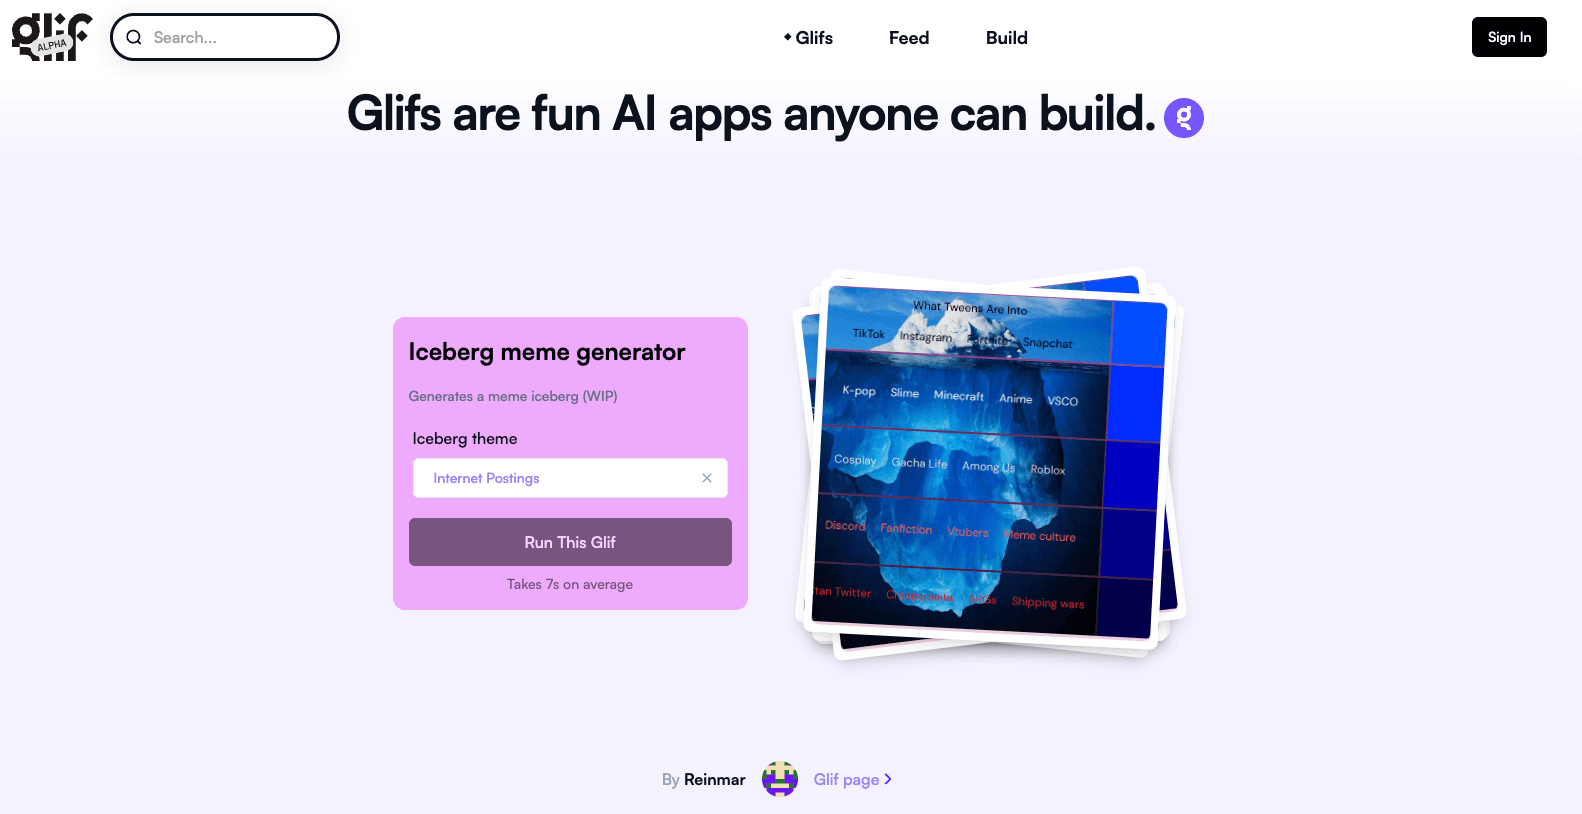 glif
ALPHA
Search...
Glifs
Feed
Build
Sign In
Glifs are fun AI apps anyone can build.
g
Iceberg meme generator
Generates a meme iceberg (WIP)
Iceberg theme
Internet Postings
Run This Glif
Takes 7s on average
What Tweens Are Into
TikTok Instagram Fortnite Snapchat
K-pop Slime Minecraft Anime VSCO
Cosplay Gacha Life Among Us Roblox
Discord Fanfiction Vtubers Meme culture
Stan Twitter Creepypasta ARGs Shipping wars
By Reinmar
Glif page